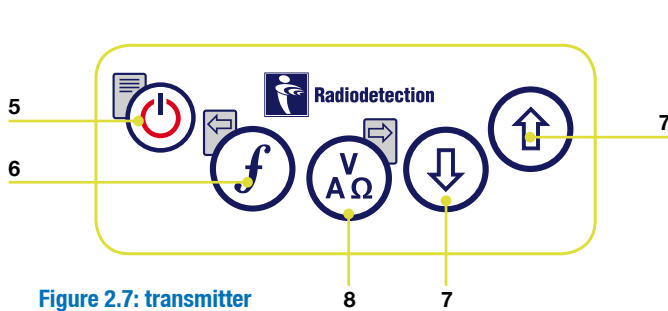 5
7
Radiodetection
6
f
V
A Ω
Figure 2.7: transmitter
8
7